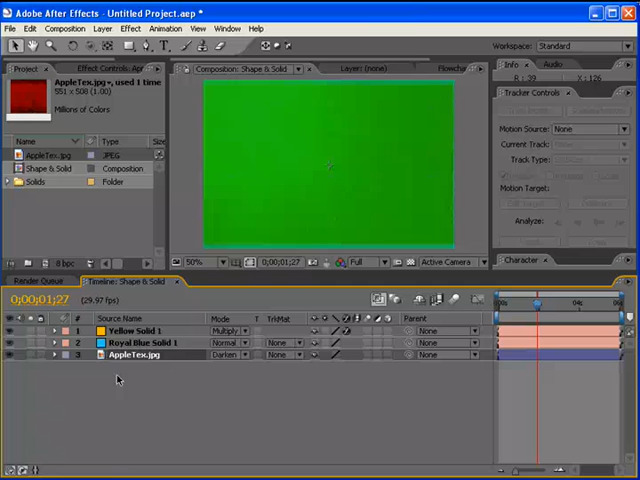 Adobe After Effects - Untitled Project.aep *
File Edit Composition Layer Effect Animation View Window Help
Workspace: Standard
Project Effect Controls: Ap
Composition: Shape & Solid
Layer: (none)
Flowch
Info Audio
R: 39 X: 126
AppleTex.jpg , used 1 time
551 x 508 (1.00)
Millions of Colors
Tracker Controls
Motion Source: None
Current Track:
Track Type:
Motion Target:
Analyze:
Name Type
AppleTex.jpg JPEG
Shape & Solid Composition
Solids Folder
8 bpc
50% 0;00;01;27 Full Active Camera
Character
Render Queue Timeline: Shape & Solid
0;00;01;27 (29.97 fps)
# Source Name Mode T TrkMat Parent
1 Yellow Solid 1 Multiply None
2 Royal Blue Solid 1 Normal None None
3 AppleTex.jpg Darken None None
04s